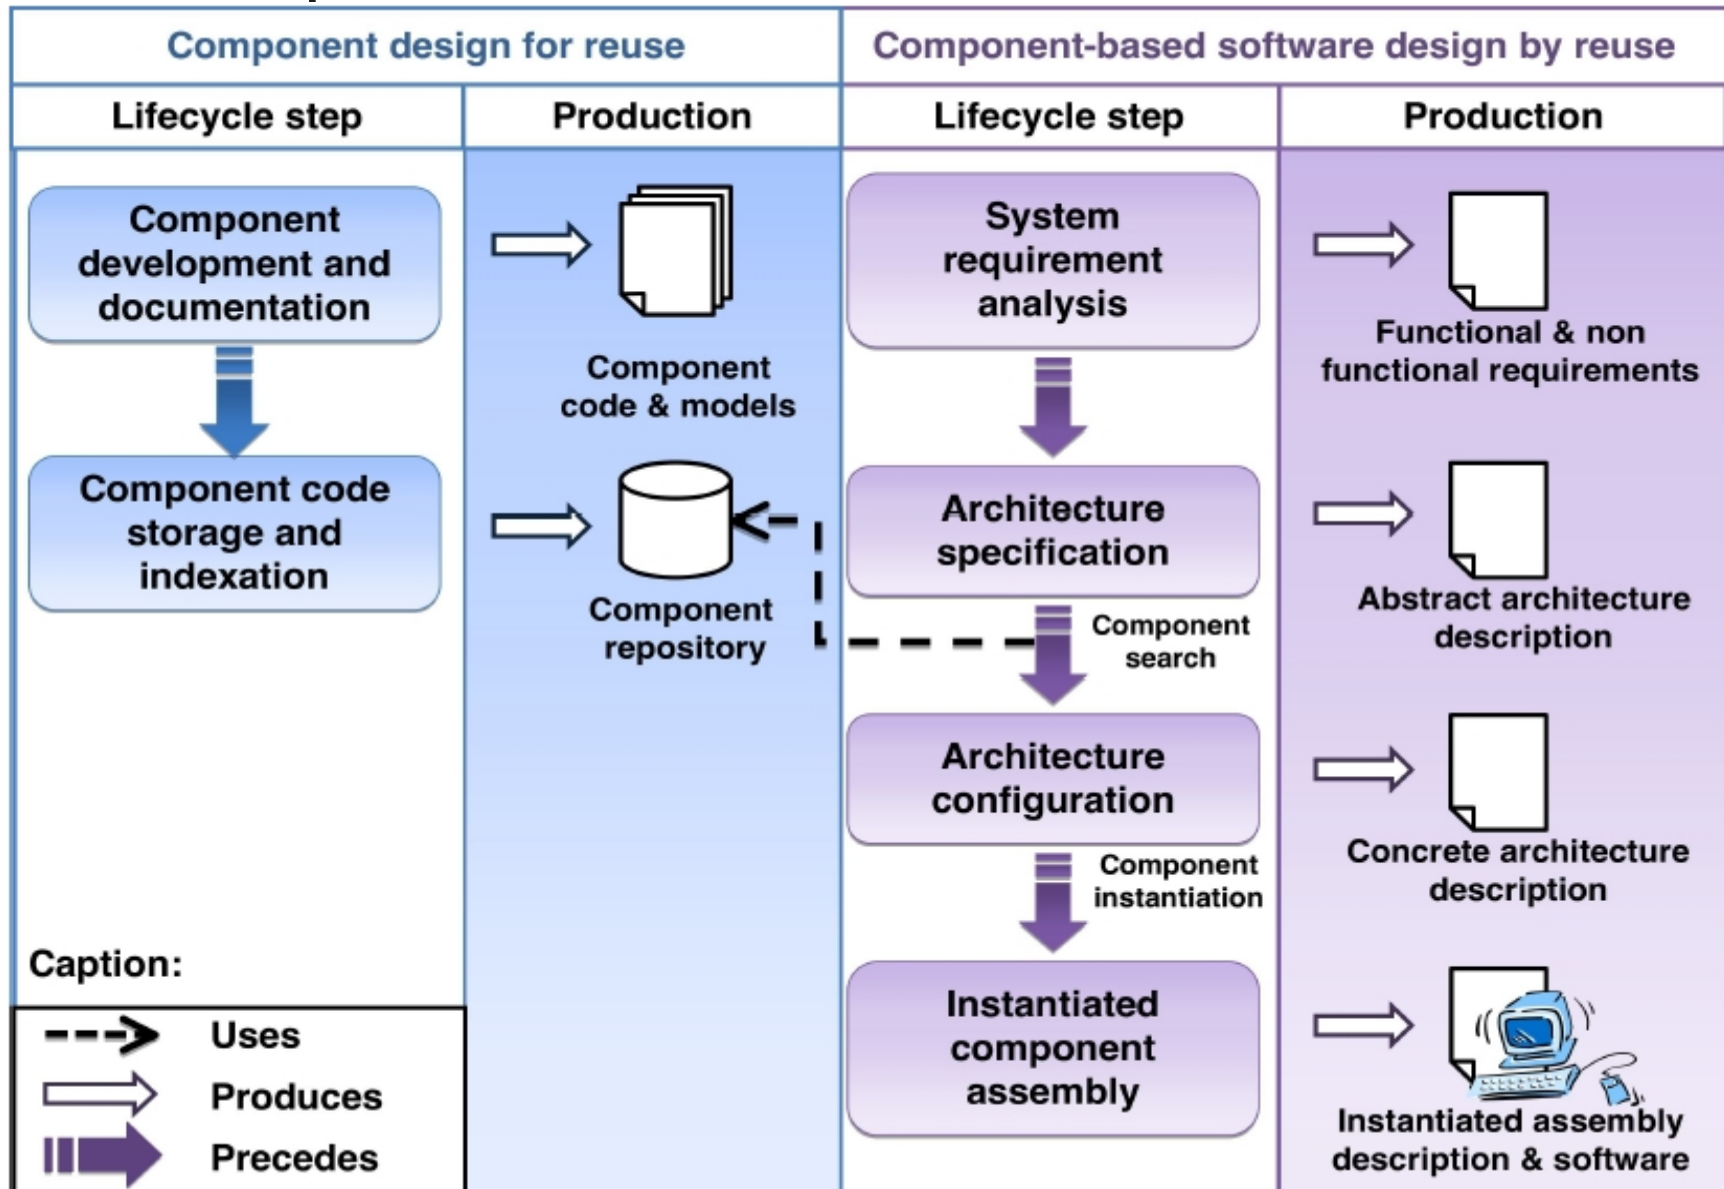 Component design for reuse
Component-based software design by reuse
Lifecycle step
Production
Lifecycle step
Production
Component
development and
documentation
Component
code & models
System
requirement
analysis
Functional & non
functional requirements
Component code
storage and
indexation
Component
repository
Architecture
specification
Abstract architecture
description
Component
search
Architecture
configuration
Concrete architecture
description
Component
instantiation
Instantiated
component
assembly
Instantiated assembly
description & software
Caption:
Uses
Produces
Precedes